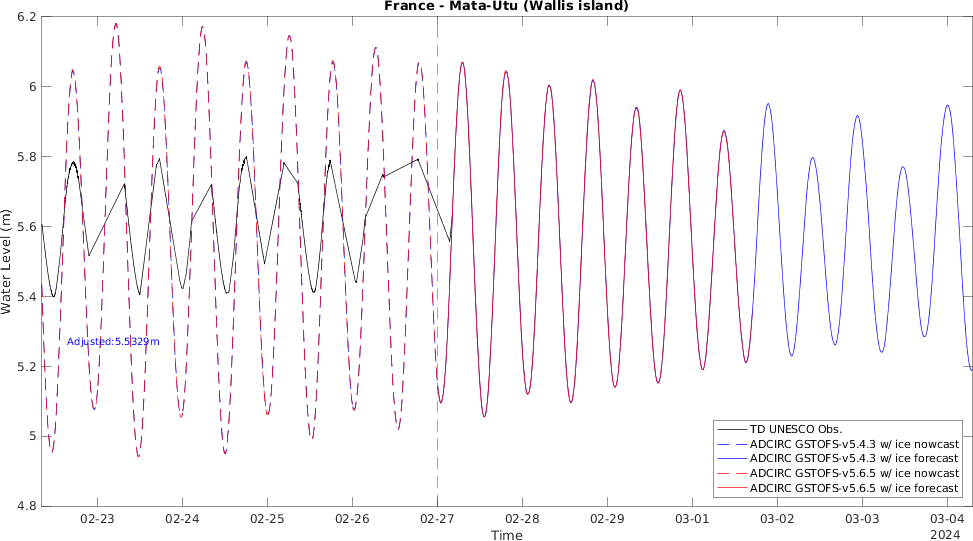 France - Mata-Utu (Wallis island)
6.2
6
5.8
5.6
5.4
5.2
5
4.8
Water Level (m)
Adjusted:5.5329m
TD UNESCO Obs.
ADCIRC GSTOFS-v5.4.3 w/ ice nowcast
ADCIRC GSTOFS-v5.4.3 w/ ice forecast
ADCIRC GSTOFS-v5.6.5 w/ ice nowcast
ADCIRC GSTOFS-v5.6.5 w/ ice forecast
02-23 02-24 02-25 02-26 02-27 02-28 02-29 03-01 03-02 03-03 03-04
2024
Time